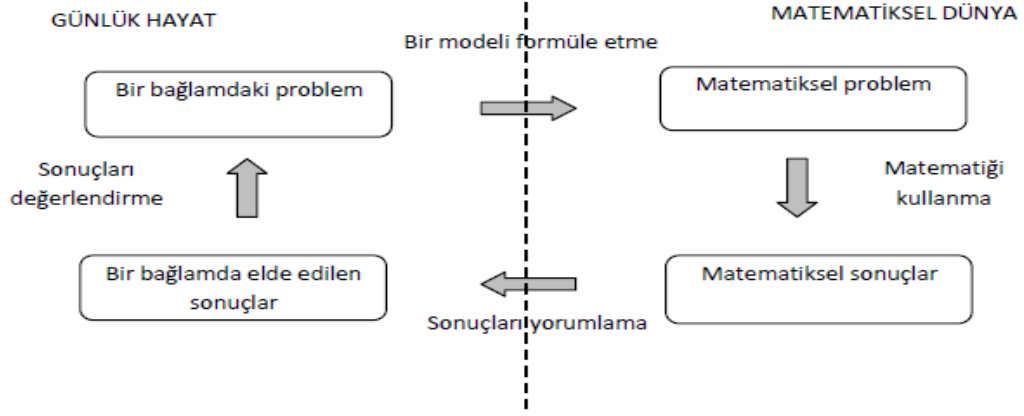 GÜNLÜK HAYAT
MATEMATİKSEL DÜNYA
Bir modeli formüle etme
Bir bağlamdaki problem
Matematiksel problem
Sonuçları
değerlendirme
Matematiği
kullanma
Bir bağlamda elde edilen
sonuçlar
Matematiksel sonuçlar
Sonuçları yorumlama